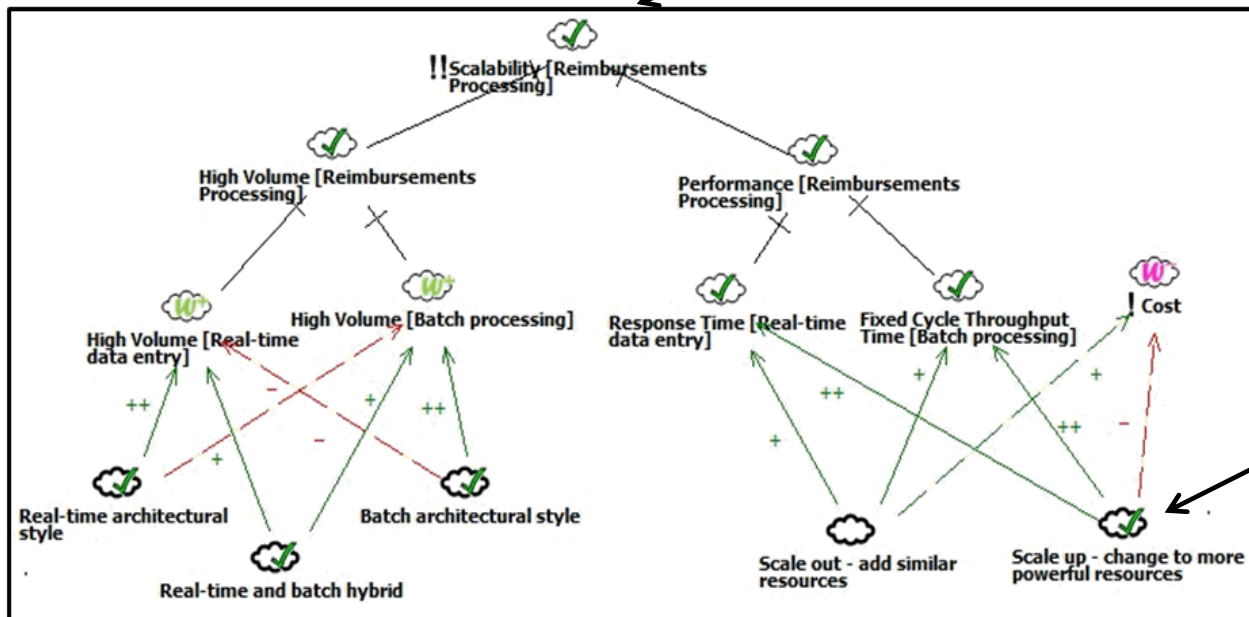 !!Scalability [Reimbursements
Processing]
High Volume [Reimbursements
Processing]
Performance [Reimbursements
Processing]
W+
W+
W-
High Volume [Real-time
data entry]
High Volume [Batch processing]
Response Time [Real-time
data entry]
Fixed Cycle Throughput
Time [Batch processing]
! Cost
++
-
+
-
+
++
+
++
+
++
+
-
Real-time architectural
style
Batch architectural style
Real-time and batch hybrid
Scale out - add similar
resources
Scale up - change to more
powerful resources